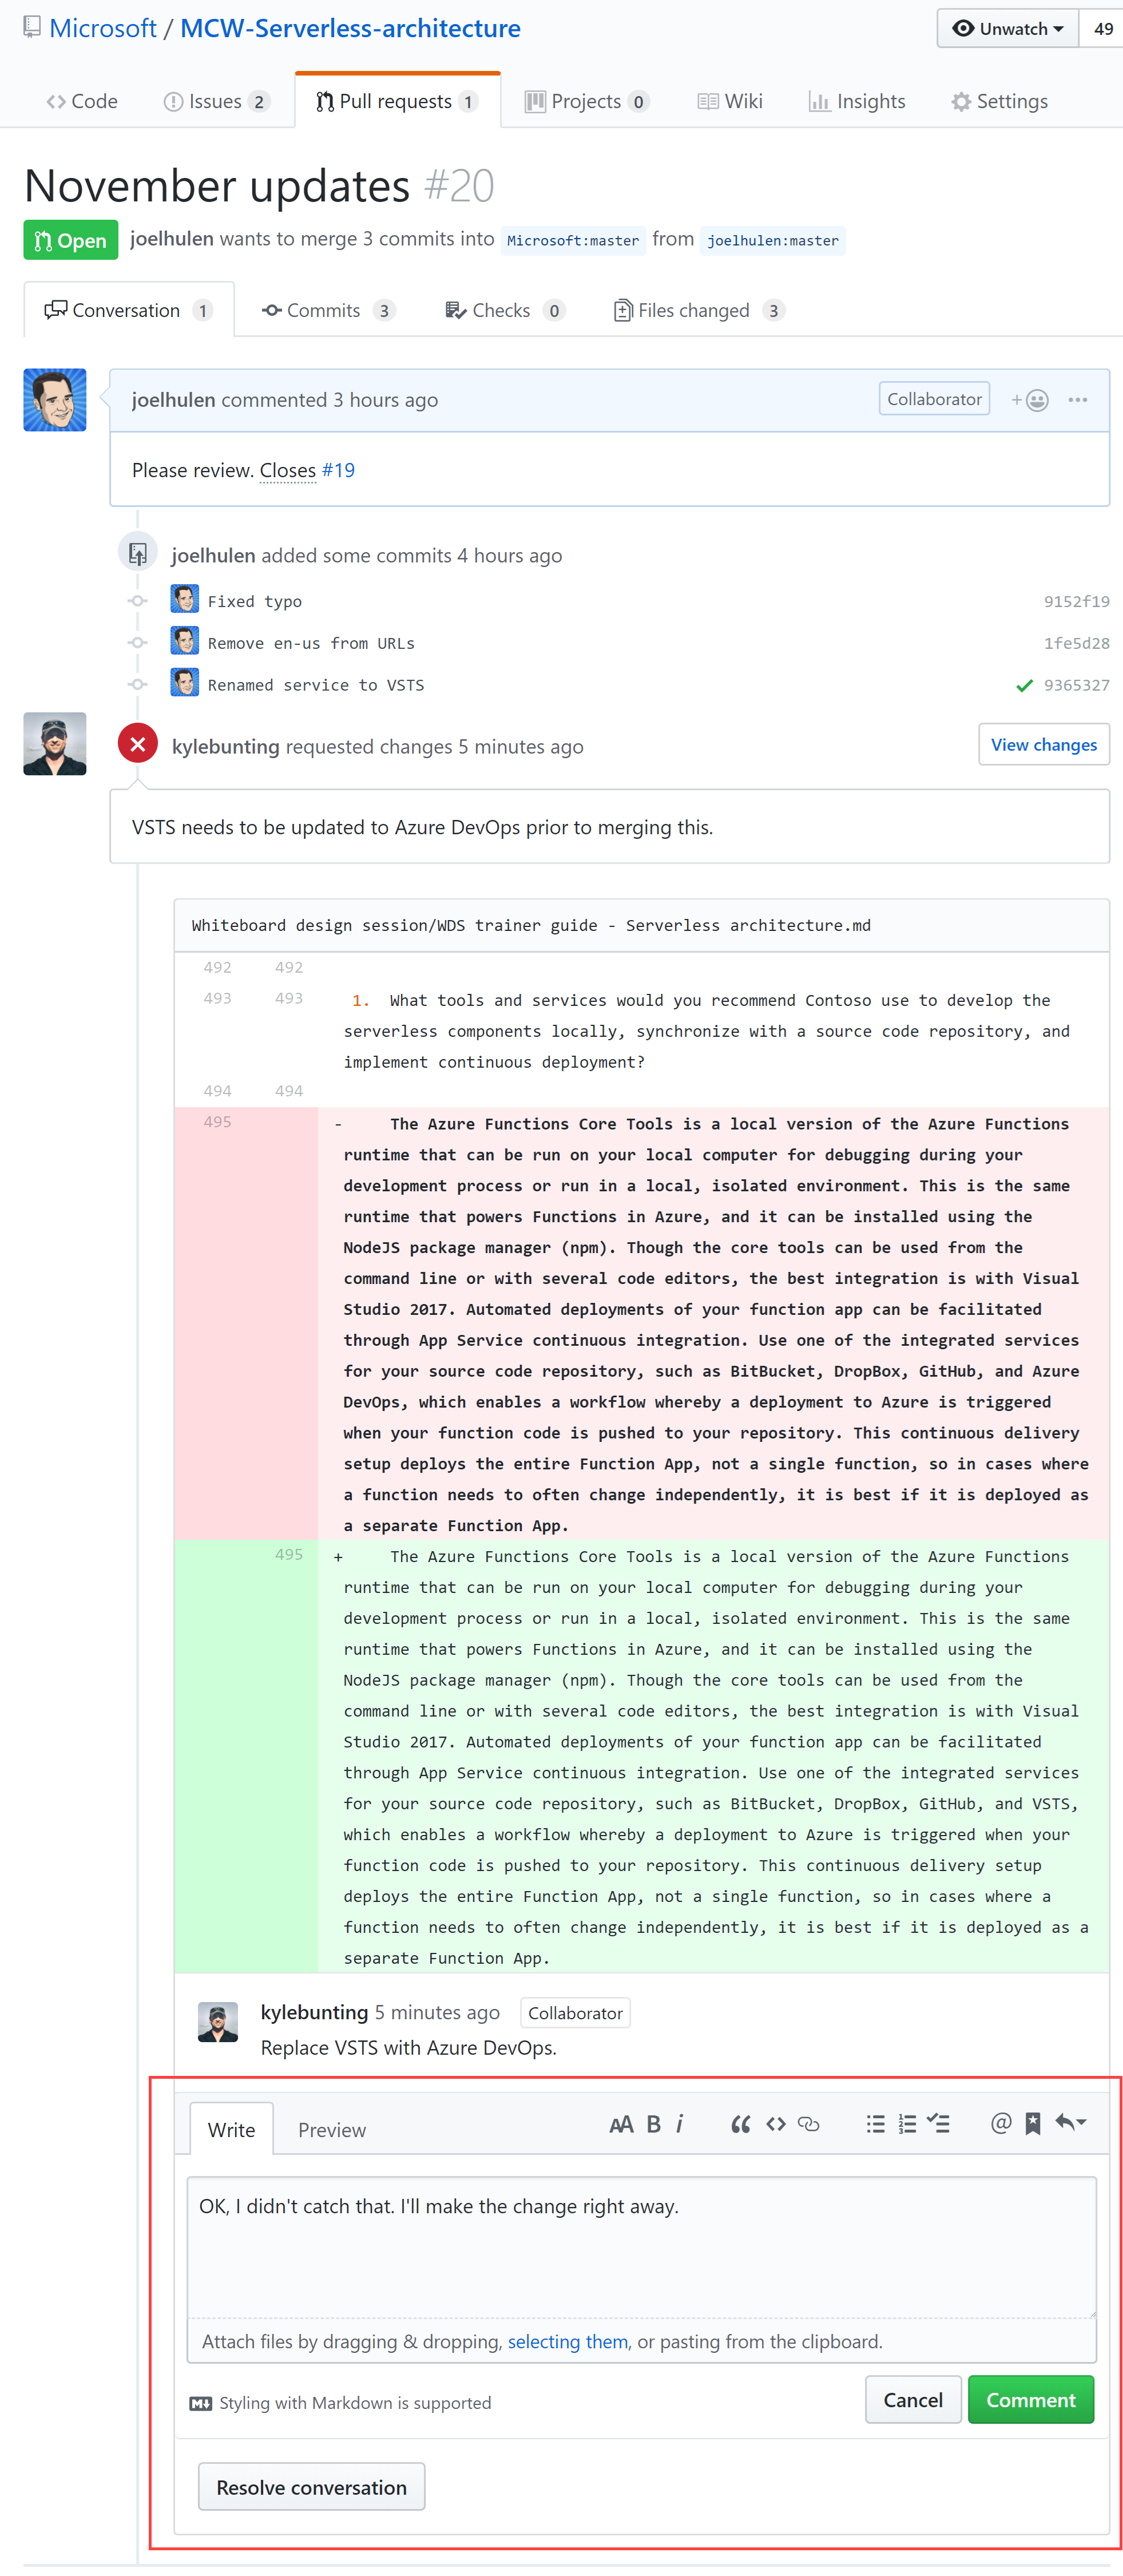 Microsoft / MCW-Serverless-architecture
Unwatch
49
Code
Issues 2
Pull requests 1
Projects 0
Wiki
Insights
Settings
November updates #20
Open
joelhulen wants to merge 3 commits into Microsoft:master from joelhulen:master
Conversation 1
Commits 3
Checks 0
Files changed 3
joelhulen commented 3 hours ago
Collaborator
+
Please review. Closes #19
joelhulen added some commits 4 hours ago
Fixed typo
9152f19
Remove en-us from URLs
1fe5d28
Renamed service to VSTS
9365327
kylebunting requested changes 5 minutes ago
View changes
VSTS needs to be updated to Azure DevOps prior to merging this.
Whiteboard design session/WDS trainer guide - Serverless architecture.md
492 492
493 493 1. What tools and services would you recommend Contoso use to develop the
serverless components locally, synchronize with a source code repository, and
implement continuous deployment?
494 494
495 - The Azure Functions Core Tools is a local version of the Azure Functions
runtime that can be run on your local computer for debugging during your
development process or run in a local, isolated environment. This is the same
runtime that powers Functions in Azure, and it can be installed using the
NodeJS package manager (npm). Though the core tools can be used from the
command line or with several code editors, the best integration is with Visual
Studio 2017. Automated deployments of your function app can be facilitated
through App Service continuous integration. Use one of the integrated services
for your source code repository, such as BitBucket, DropBox, GitHub, and Azure
DevOps, which enables a workflow whereby a deployment to Azure is triggered
when your function code is pushed to your repository. This continuous delivery
setup deploys the entire Function App, not a single function, so in cases where
a function needs to often change independently, it is best if it is deployed as
a separate Function App.
495 + The Azure Functions Core Tools is a local version of the Azure Functions
runtime that can be run on your local computer for debugging during your
development process or run in a local, isolated environment. This is the same
runtime that powers Functions in Azure, and it can be installed using the
NodeJS package manager (npm). Though the core tools can be used from the
command line or with several code editors, the best integration is with Visual
Studio 2017. Automated deployments of your function app can be facilitated
through App Service continuous integration. Use one of the integrated services
for your source code repository, such as BitBucket, DropBox, GitHub, and VSTS,
which enables a workflow whereby a deployment to Azure is triggered when your
function code is pushed to your repository. This continuous delivery setup
deploys the entire Function App, not a single function, so in cases where a
function needs to often change independently, it is best if it is deployed as a
separate Function App.
kylebunting 5 minutes ago
Collaborator
Replace VSTS with Azure DevOps.
Write
Preview
AA B i
OK, I didn't catch that. I'll make the change right away.
Attach files by dragging & dropping, selecting them, or pasting from the clipboard.
Styling with Markdown is supported
Cancel
Comment
Resolve conversation